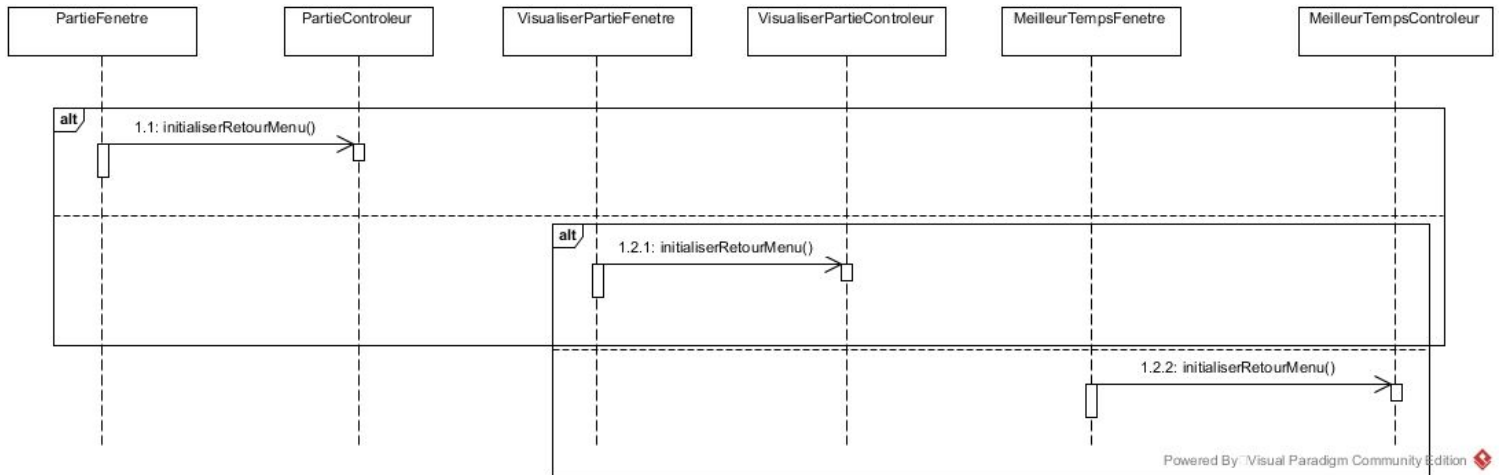 PartieFenetre
PartieControleur
VisualiserPartieFenetre
VisualiserPartieControleur
MeilleurTempsFenetre
MeilleurTempsControleur
alt
1.1: initialiserRetourMenu()
alt
1.2.1: initialiserRetourMenu()
1.2.2: initialiserRetourMenu()
Powered By Visual Paradigm Community Edition